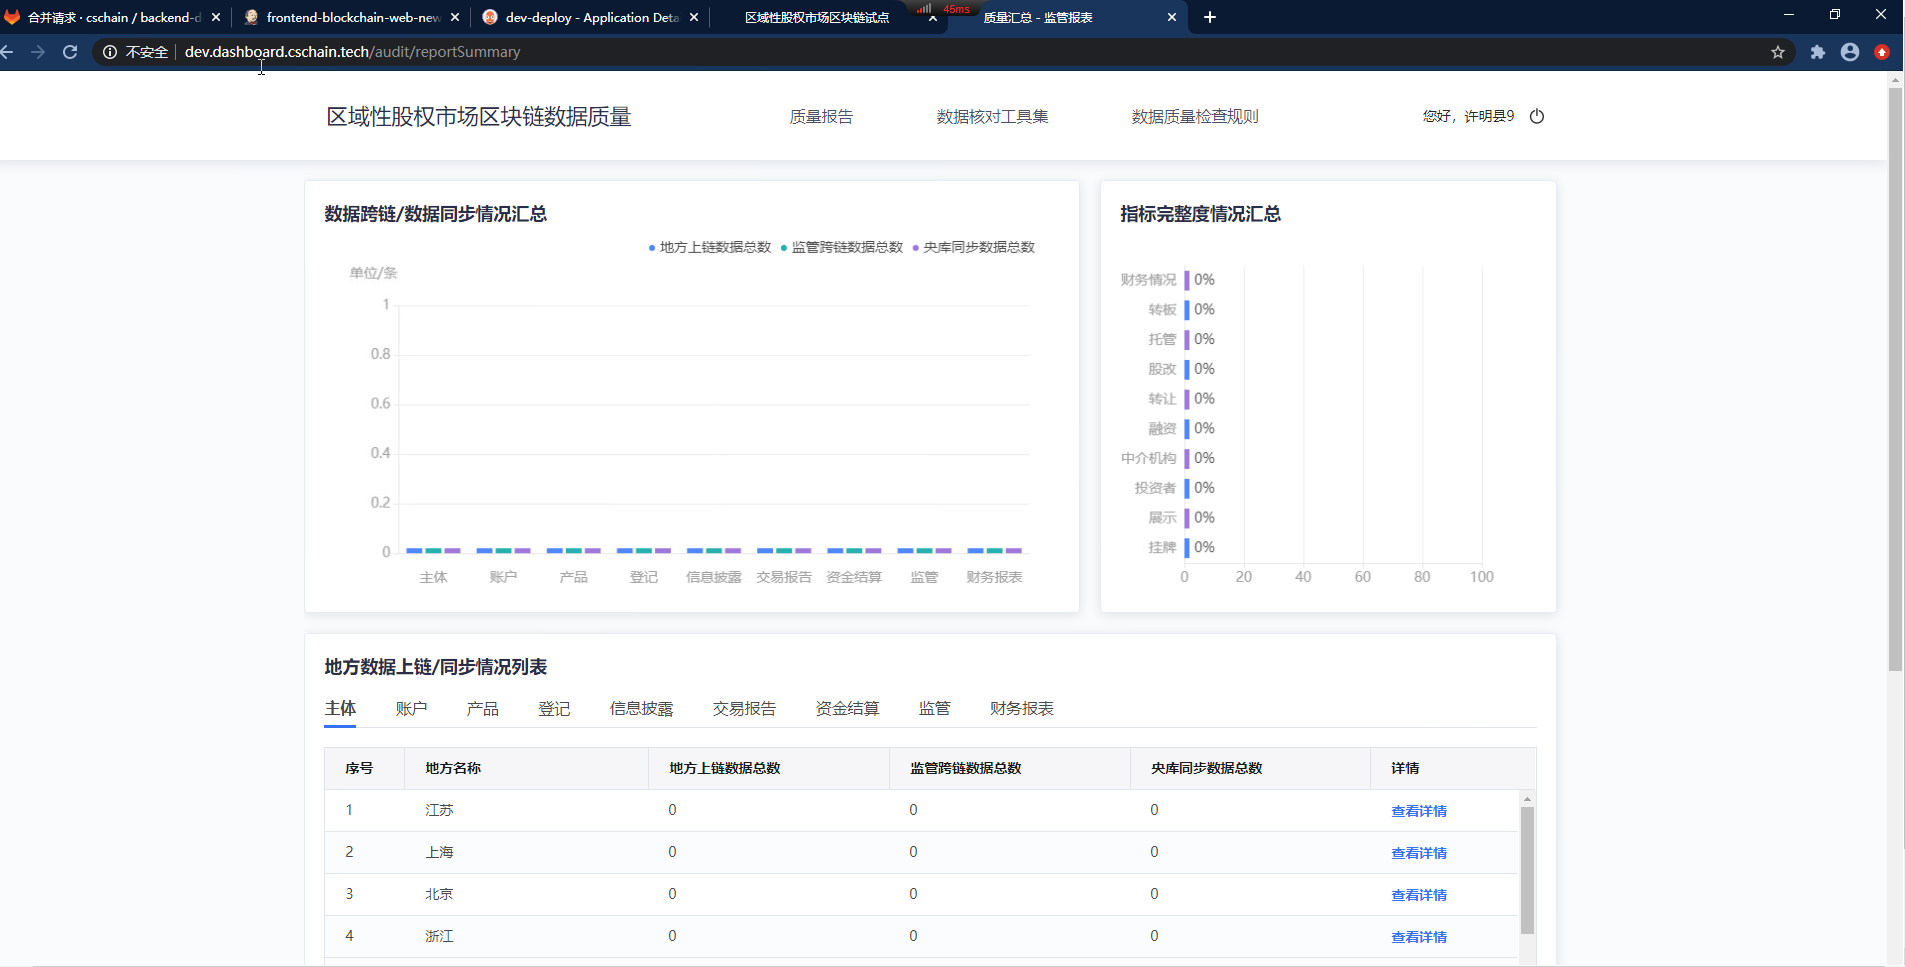 合并请求 · cschain / backend-d
frontend-blockchain-web-new
dev-deploy - Application Deta
区域性股权市场区块链试点
45ms
质量汇总 - 监管报表
不安全
dev.dashboard.cschain.tech/audit/reportSummary
区域性股权市场区块链数据质量
质量报告
数据核对工具集
数据质量检查规则
您好，许明县9
数据跨链/数据同步情况汇总
地方上链数据总数 监管跨链数据总数 央库同步数据总数
单位/条
1
0.8
0.6
0.4
0.2
0
主体 账户 产品 登记 信息披露 交易报告 资金结算 监管 财务报表
指标完整度情况汇总
财务情况 0%
转板 0%
托管 0%
股改 0%
转让 0%
融资 0%
中介机构 0%
投资者 0%
展示 0%
挂牌 0%
0 20 40 60 80 100
地方数据上链/同步情况列表
主体 账户 产品 登记 信息披露 交易报告 资金结算 监管 财务报表
序号 地方名称 地方上链数据总数 监管跨链数据总数 央库同步数据总数 详情
1 江苏 0 0 0 查看详情
2 上海 0 0 0 查看详情
3 北京 0 0 0 查看详情
4 浙江 0 0 0 查看详情